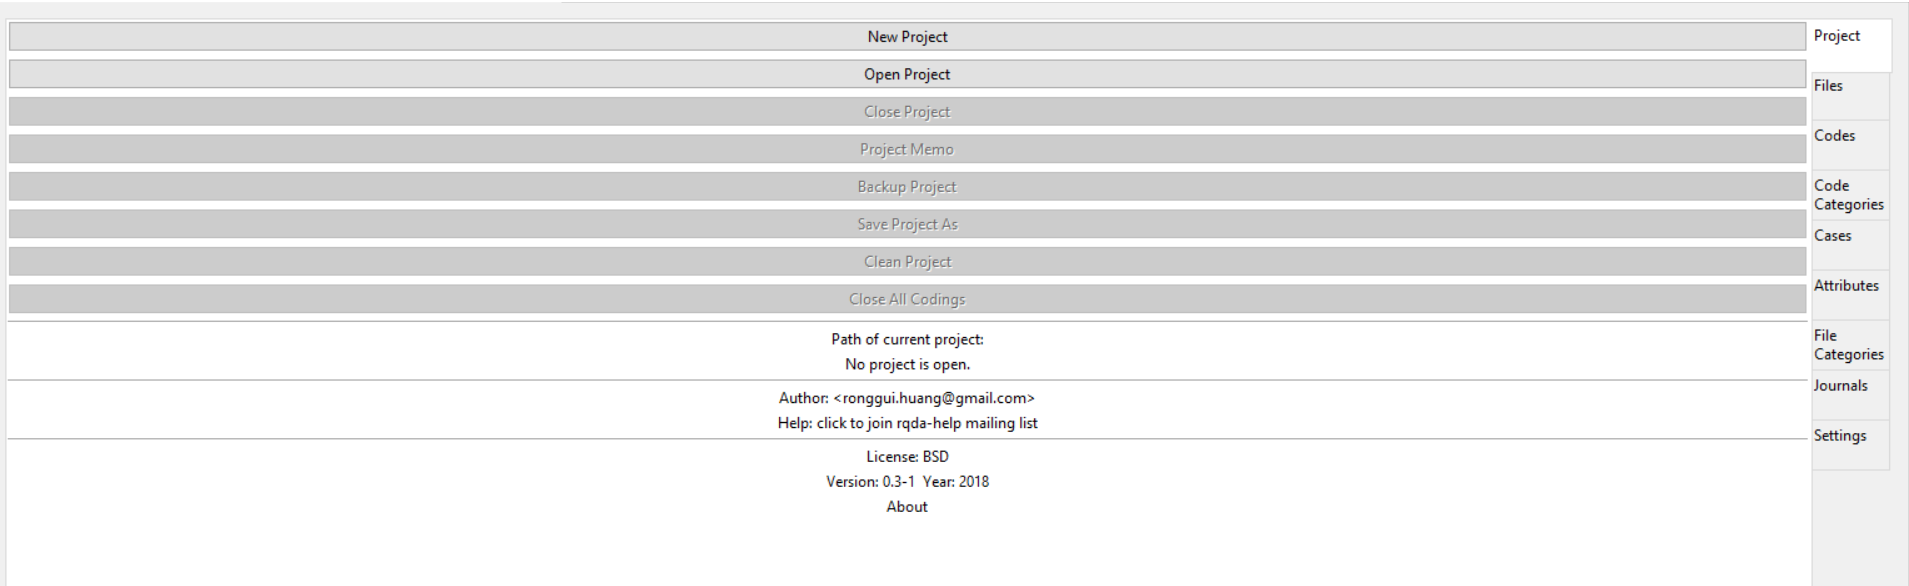 New Project
Open Project
Close Project
Project Memo
Backup Project
Save Project As
Clean Project
Close All Codings
Path of current project:
No project is open.
Author: <ronggui.huang@gmail.com>
Help: click to join rqda-help mailing list
License: BSD
Version: 0.3-1  Year: 2018
About
Project
Files
Codes
Code
Categories
Cases
Attributes
File
Categories
Journals
Settings